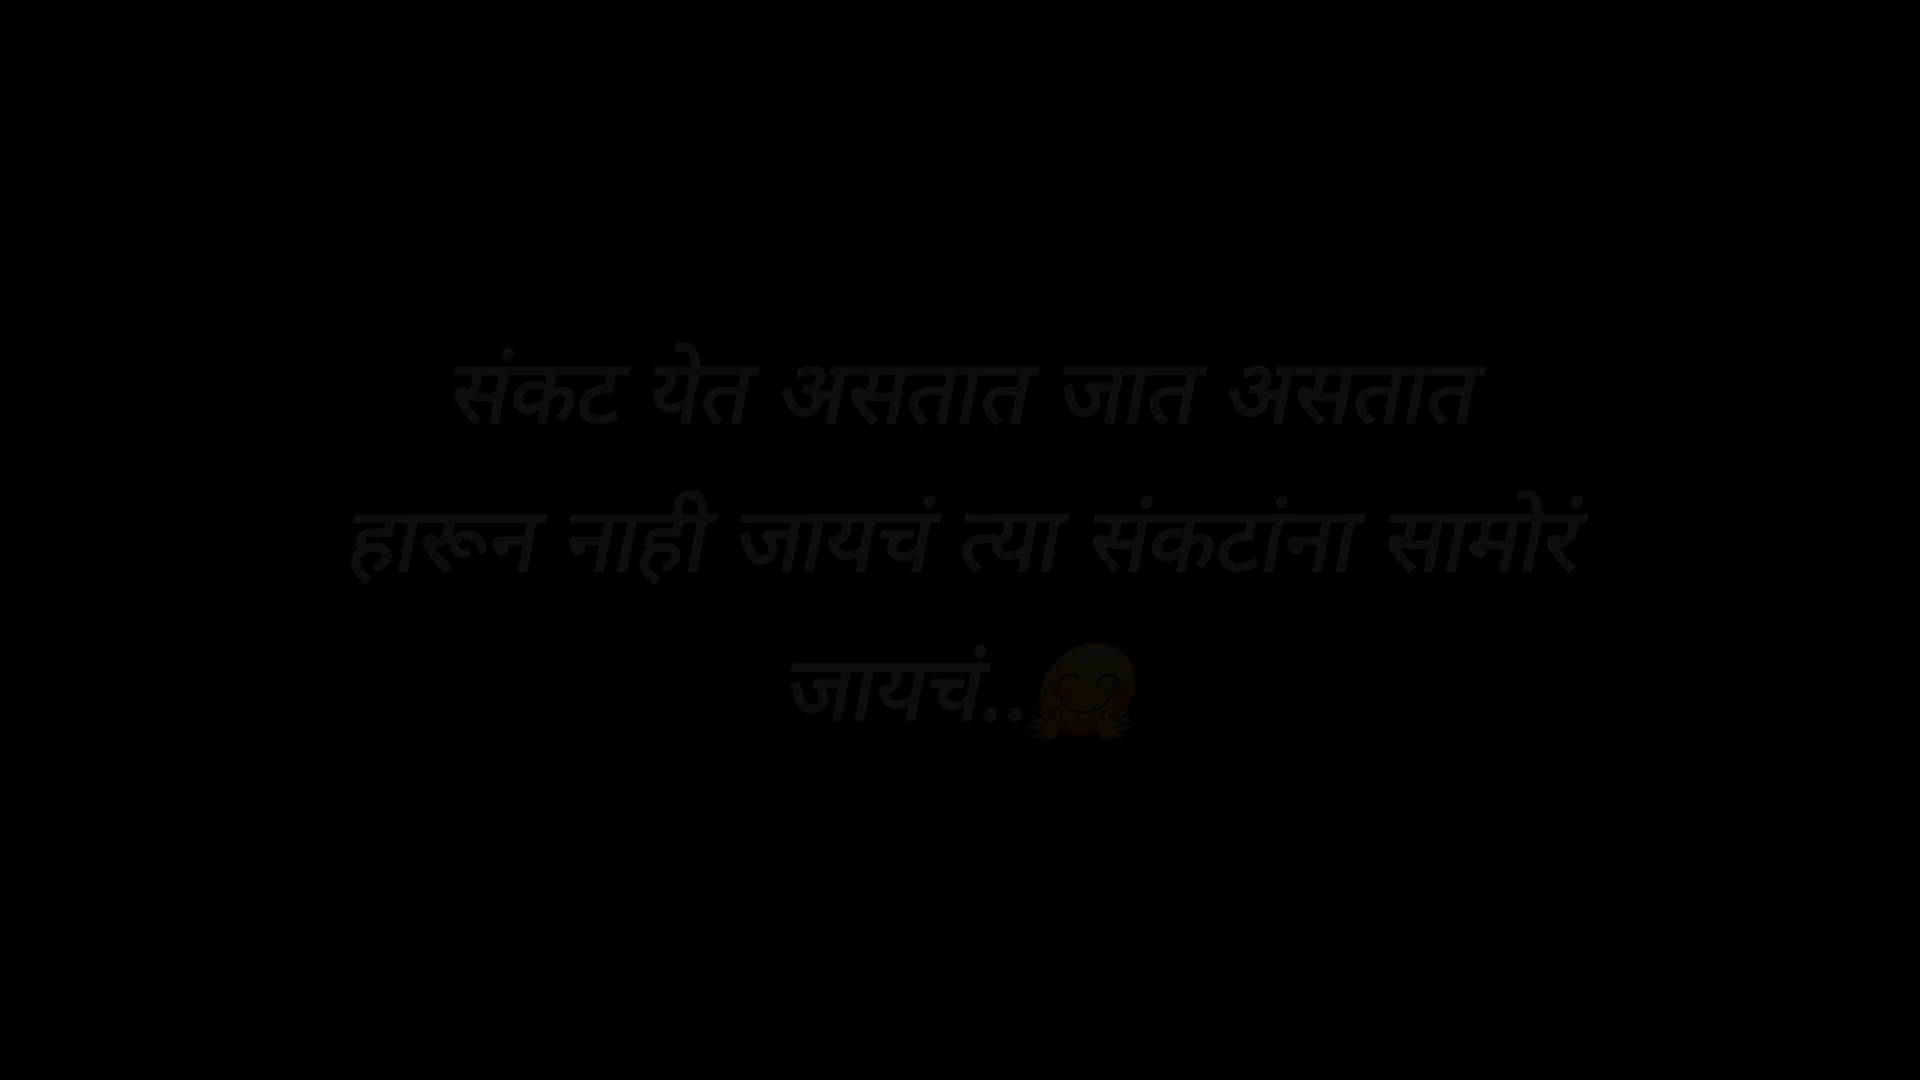 संकट येत असतात जात असतात
हारून नाही जायचं त्या संकटांना सामोरं
जायचं..🤗